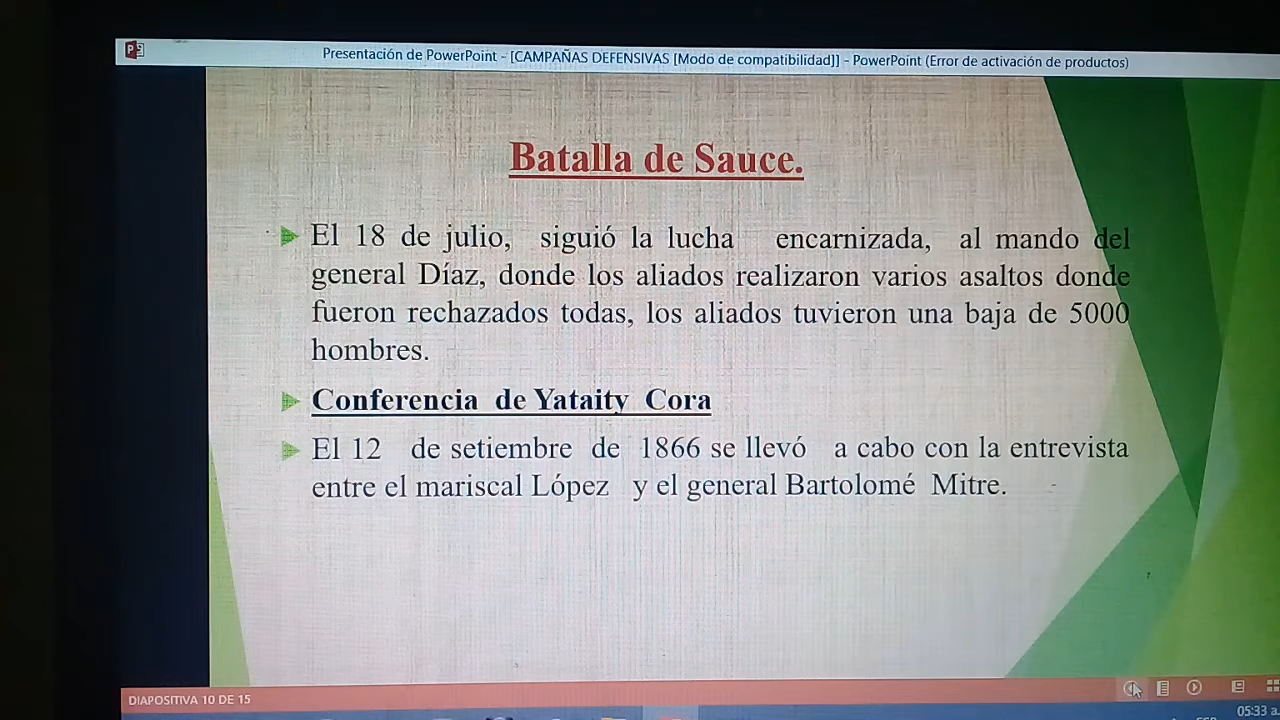 Presentación de PowerPoint - [CAMPAÑAS DEFENSIVAS [Modo de compatibilidad]] - PowerPoint (Error de activación de productos)
Batalla de Sauce.
El 18 de julio, siguió la lucha encarnizada, al mando del
general Díaz, donde los aliados realizaron varios asaltos donde
fueron rechazados todas, los aliados tuvieron una baja de 5000
hombres.
Conferencia de Yataity Cora
El 12 de setiembre de 1866 se llevó a cabo con la entrevista
entre el mariscal López y el general Bartolomé Mitre.
DIAPOSITIVA 10 DE 15
05:33 a.